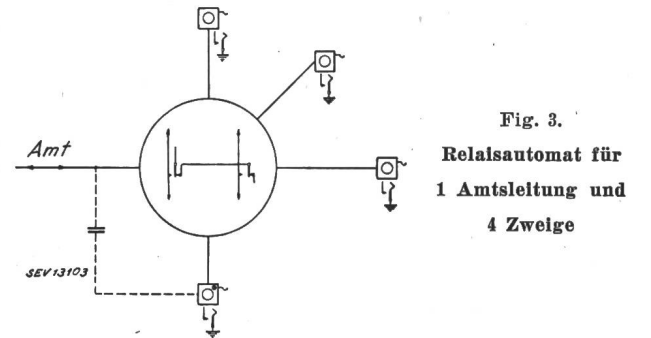 Amt
SEV13103
Fig. 3.
Relaisautomat für
1 Amtsleitung und
4 Zweige